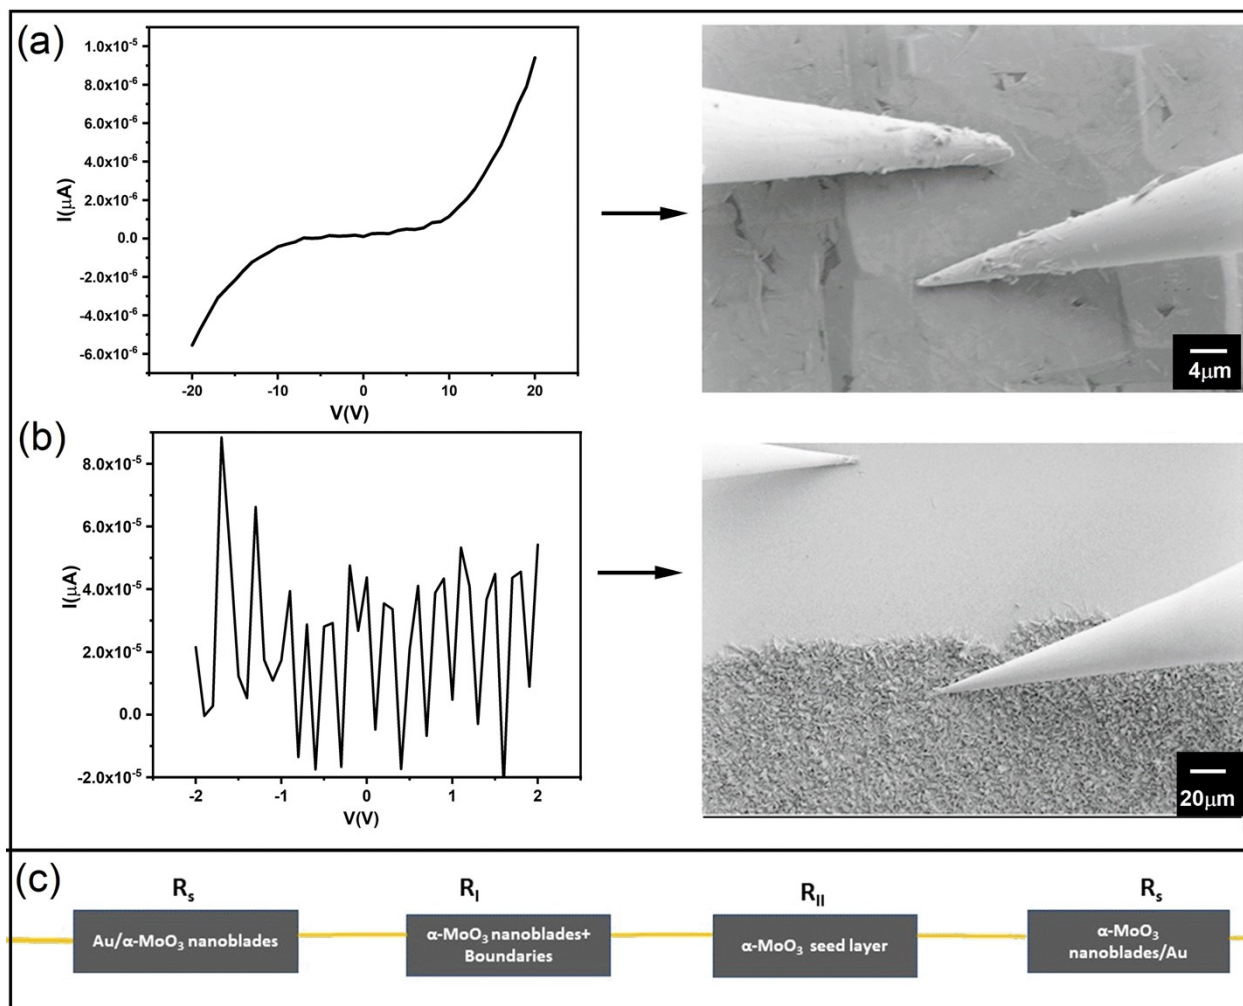 (a)
1.0x10⁻⁵
8.0x10⁻⁶
6.0x10⁻⁶
4.0x10⁻⁶
2.0x10⁻⁶
0.0
-2.0x10⁻⁶
-4.0x10⁻⁶
-6.0x10⁻⁶
I(μA)
-20 -10 0 10 20
V(V)
4μm
(b)
8.0x10⁻⁵
6.0x10⁻⁵
4.0x10⁻⁵
2.0x10⁻⁵
0.0
-2.0x10⁻⁵
I(μA)
-2 -1 0 1 2
V(V)
20μm
(c)
Rₛ
Au/α-MoO₃ nanoblades
R_I
α-MoO₃ nanoblades+
Boundaries
R_II
α-MoO₃ seed layer
Rₛ
α-MoO₃
nanoblades/Au